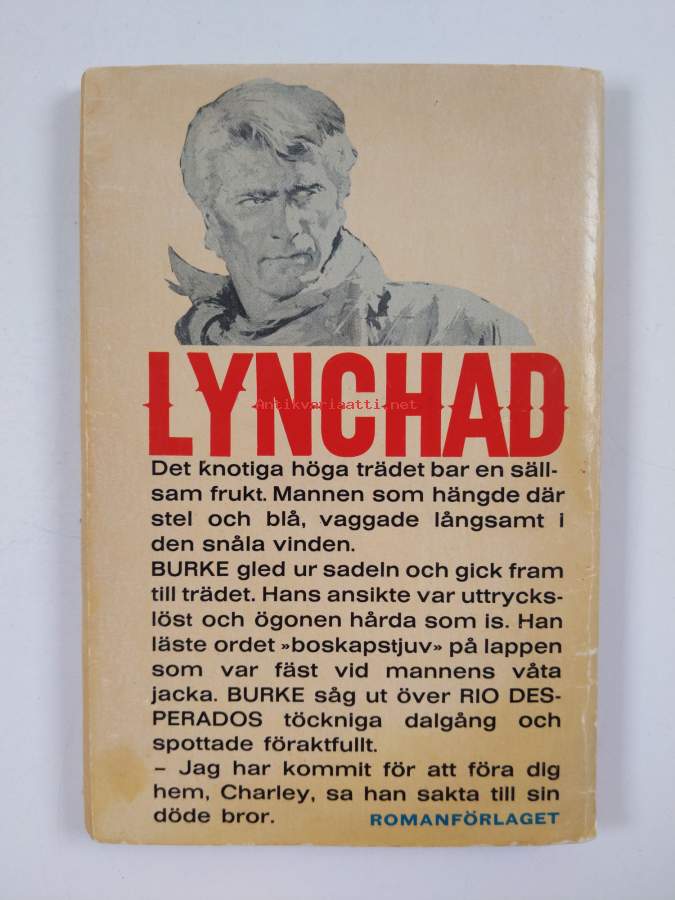 LYNCHAD
Antikvariaatti.net
Det knotiga höga trädet bar en säll-
sam frukt. Mannen som hängde där
stel och blå, vaggade långsamt i
den snåla vinden.
BURKE gled ur sadeln och gick fram
till trädet. Hans ansikte var uttrycks-
löst och ögonen hårda som is. Han
läste ordet »boskapstjuv» på lappen
som var fäst vid mannens våta
jacka. BURKE såg ut över RIO DES-
PERADOS töckniga dalgång och
spottade föraktfullt.
– Jag har kommit för att föra dig
hem, Charley, sa han sakta till sin
döde bror. ROMANFÖRLAGET